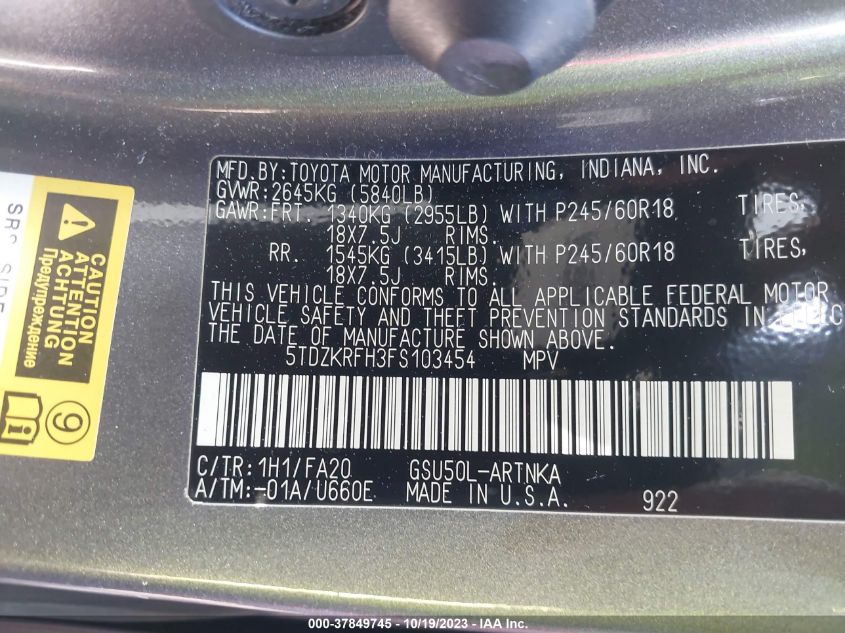 MFD.BY:TOYOTA MOTOR MANUFACTURING, INDIANA, INC.
GVWR:2645KG (5840LB)
GAWR:FRT. 1340KG (2955LB) WITH P245/60R18 TIRES,
18X7.5J RIMS.
RR. 1545KG (3415LB) WITH P245/60R18 TIRES,
18X7.5J RIMS.
THIS VEHICLE CONFORMS TO ALL APPLICABLE FEDERAL MOTOR
VEHICLE SAFETY AND THEFT PREVENTION STANDARDS IN
THE DATE OF MANUFACTURE SHOWN ABOVE.
5TDZKRFH3FS103454 MPV
C/TR:1H1/FA20 GSU50L-ARTNKA
A/TM:-01A/U660E MADE IN U.S.A.
922
CAUTION
ATTENTION
ACHTUNG
Предупреждение
9
SRS SIDE
000-37849745 - 10/19/2023 - IAA Inc.